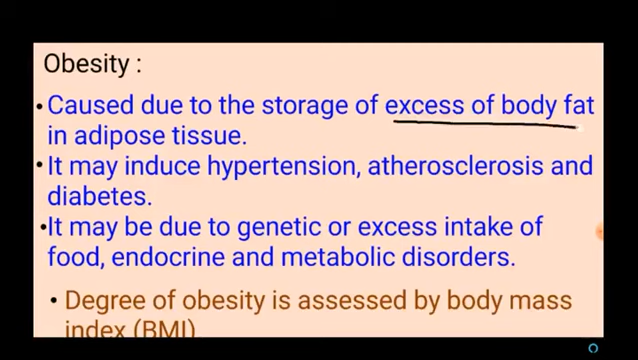 Obesity :
• Caused due to the storage of excess of body fat
in adipose tissue.
• It may induce hypertension, atherosclerosis and
diabetes.
• It may be due to genetic or excess intake of
food, endocrine and metabolic disorders.
• Degree of obesity is assessed by body mass
index (BMI)